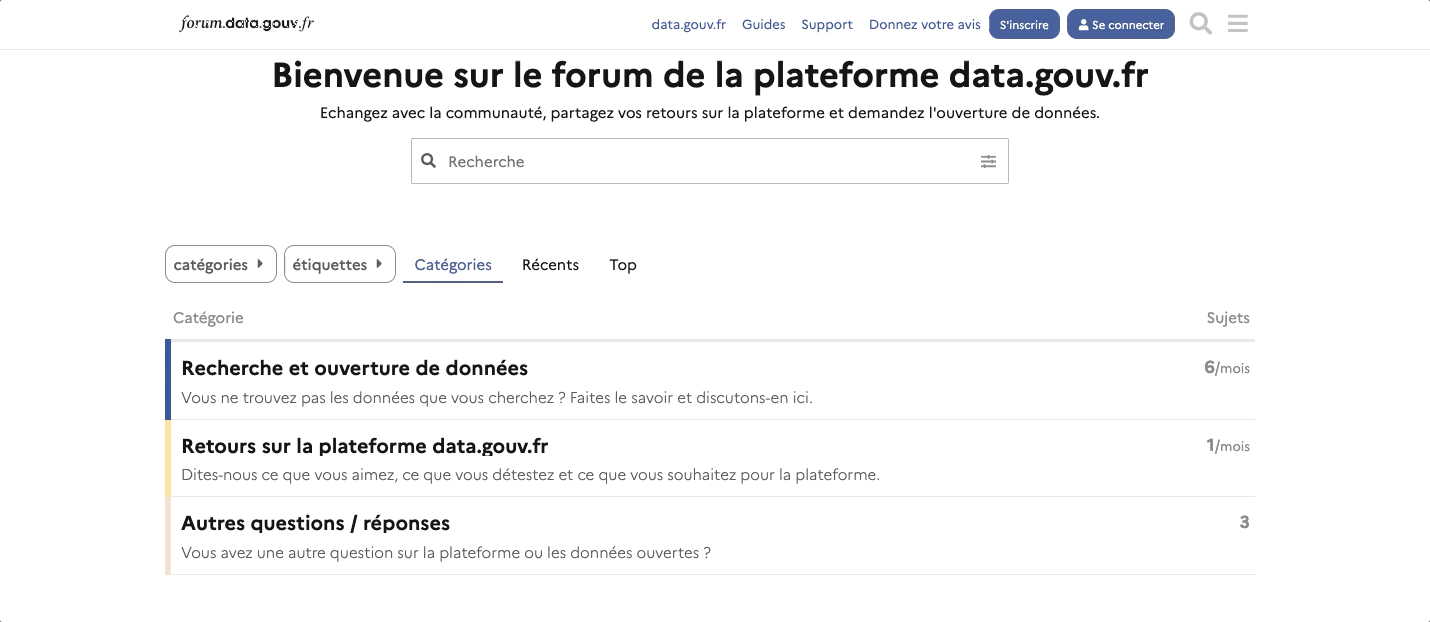 forum.data.gouv.fr
data.gouv.fr Guides Support Donnez votre avis S'inscrire Se connecter
Bienvenue sur le forum de la plateforme data.gouv.fr
Echangez avec la communauté, partagez vos retours sur la plateforme et demandez l'ouverture de données.
Recherche
catégories étiquettes Catégories Récents Top
Catégorie Sujets
Recherche et ouverture de données 6/mois
Vous ne trouvez pas les données que vous cherchez ? Faites le savoir et discutons-en ici.
Retours sur la plateforme data.gouv.fr 1/mois
Dites-nous ce que vous aimez, ce que vous détestez et ce que vous souhaitez pour la plateforme.
Autres questions / réponses 3
Vous avez une autre question sur la plateforme ou les données ouvertes ?